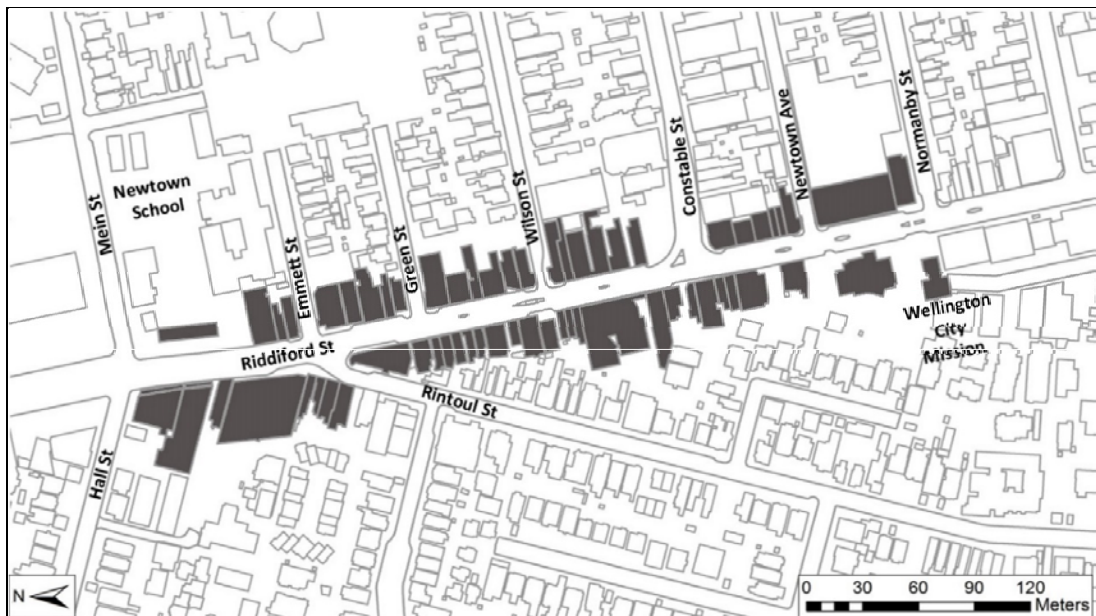 Mein St
Newtown
School
Emmett St
Green St
Wilson St
Constable St
Newtown Ave
Normanby St
Riddiford St
Rintoul St
Hall St
Wellington
City
Mission
N
0 30 60 90 120
Meters